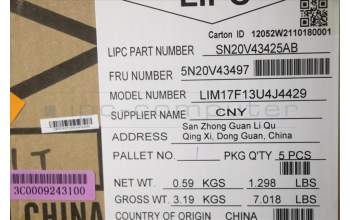 LIPC
Carton ID 12052W2110180001
LIPC PART NUMBER SN20V43425AB
FRU NUMBER 5N20V43497
MODEL NUMBER LIM17F13U4J4429
SUPPLIER NAME CNY
San Zhong Guan Li Qu
ADDRESS Qing Xi, Dong Guan, China
PALLET NO. PKG Q'TY 5 PCS
NET WT. 0.59 KGS 1.298 LBS
GROSS WT. 3.19 KGS 7.018 LBS
COUNTRY OF ORIGIN CHINA
3C0009243100
CHINA